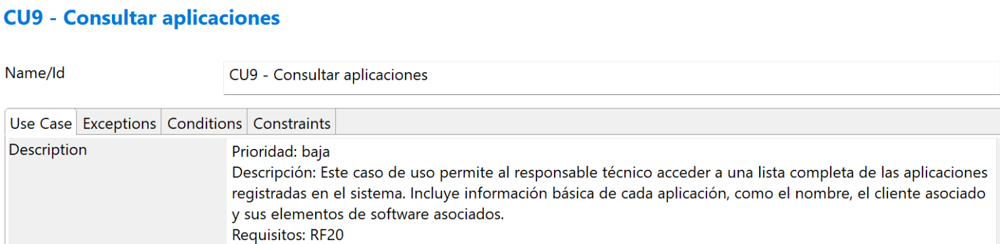 CU9 - Consultar aplicaciones
Name/Id
CU9 - Consultar aplicaciones
Use Case Exceptions Conditions Constraints
Description
Prioridad: baja
Descripción: Este caso de uso permite al responsable técnico acceder a una lista completa de las aplicaciones
registradas en el sistema. Incluye información básica de cada aplicación, como el nombre, el cliente asociado
y sus elementos de software asociados.
Requisitos: RF20